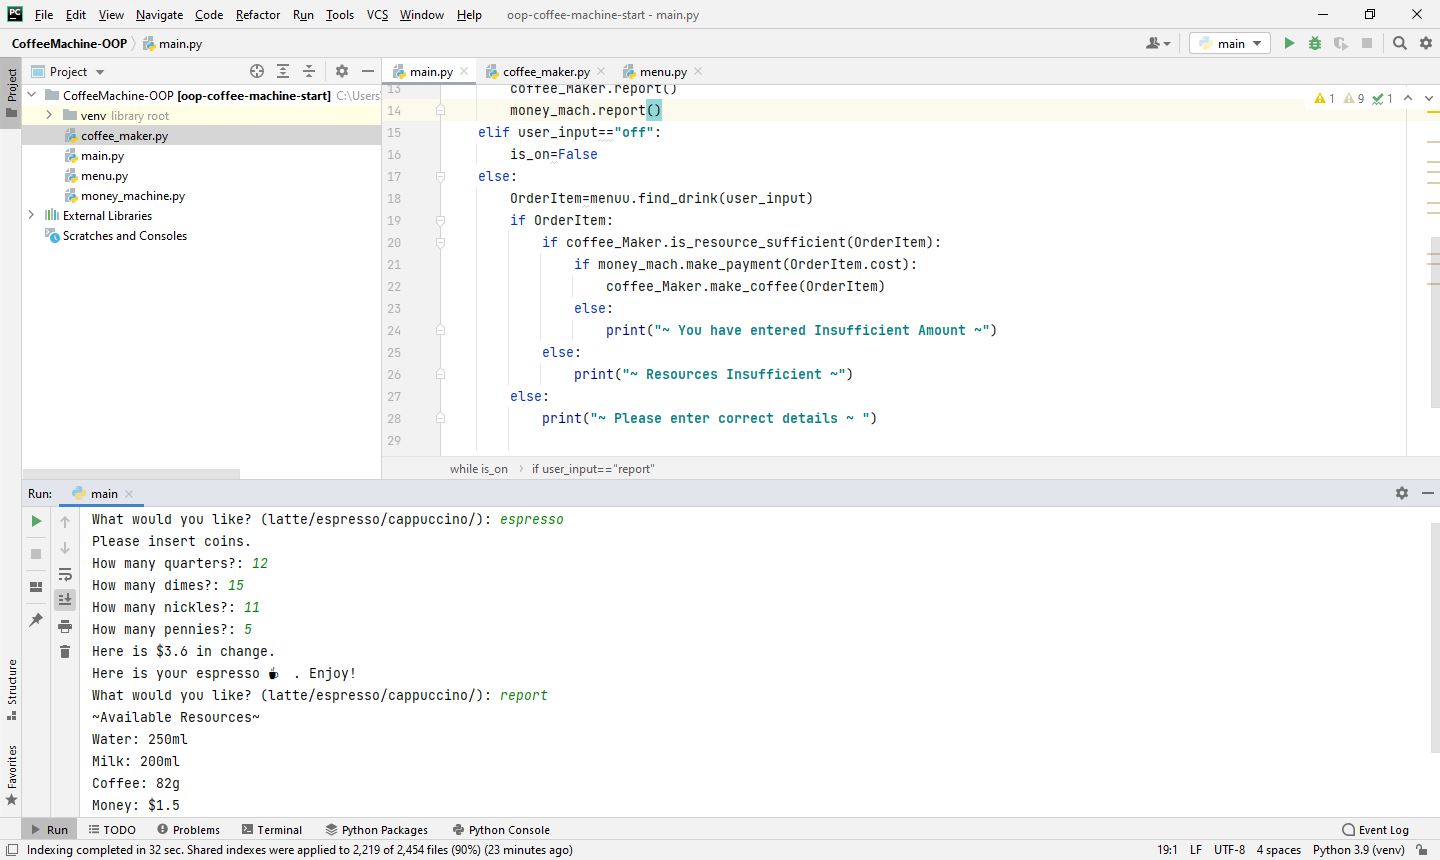 PC File Edit View Navigate Code Refactor Run Tools VCS Window Help oop-coffee-machine-start - main.py
CoffeeMachine-OOP main.py main
Project
Project
CoffeeMachine-OOP [oop-coffee-machine-start] C:\Users
venv library root
coffee_maker.py
main.py
menu.py
money_machine.py
External Libraries
Scratches and Consoles
main.py coffee_maker.py menu.py
1 9 1
13 coffee_Maker.report()
14 money_mach.report()
15 elif user_input=="off":
16 is_on=False
17 else:
18 OrderItem=menuu.find_drink(user_input)
19 if OrderItem:
20 if coffee_Maker.is_resource_sufficient(OrderItem):
21 if money_mach.make_payment(OrderItem.cost):
22 coffee_Maker.make_coffee(OrderItem)
23 else:
24 print("~ You have entered Insufficient Amount ~")
25 else:
26 print("~ Resources Insufficient ~")
27 else:
28 print("~ Please enter correct details ~ ")
29
while is_on if user_input=="report"
Run: main
What would you like? (latte/espresso/cappuccino/): espresso
Please insert coins.
How many quarters?: 12
How many dimes?: 15
How many nickles?: 11
How many pennies?: 5
Here is $3.6 in change.
Here is your espresso ☕ . Enjoy!
What would you like? (latte/espresso/cappuccino/): report
~Available Resources~
Water: 250ml
Milk: 200ml
Coffee: 82g
Money: $1.5
Structure
Favorites
Run TODO Problems Terminal Python Packages Python Console Event Log
Indexing completed in 32 sec. Shared indexes were applied to 2,219 of 2,454 files (90%) (23 minutes ago) 19:1 LF UTF-8 4 spaces Python 3.9 (venv)